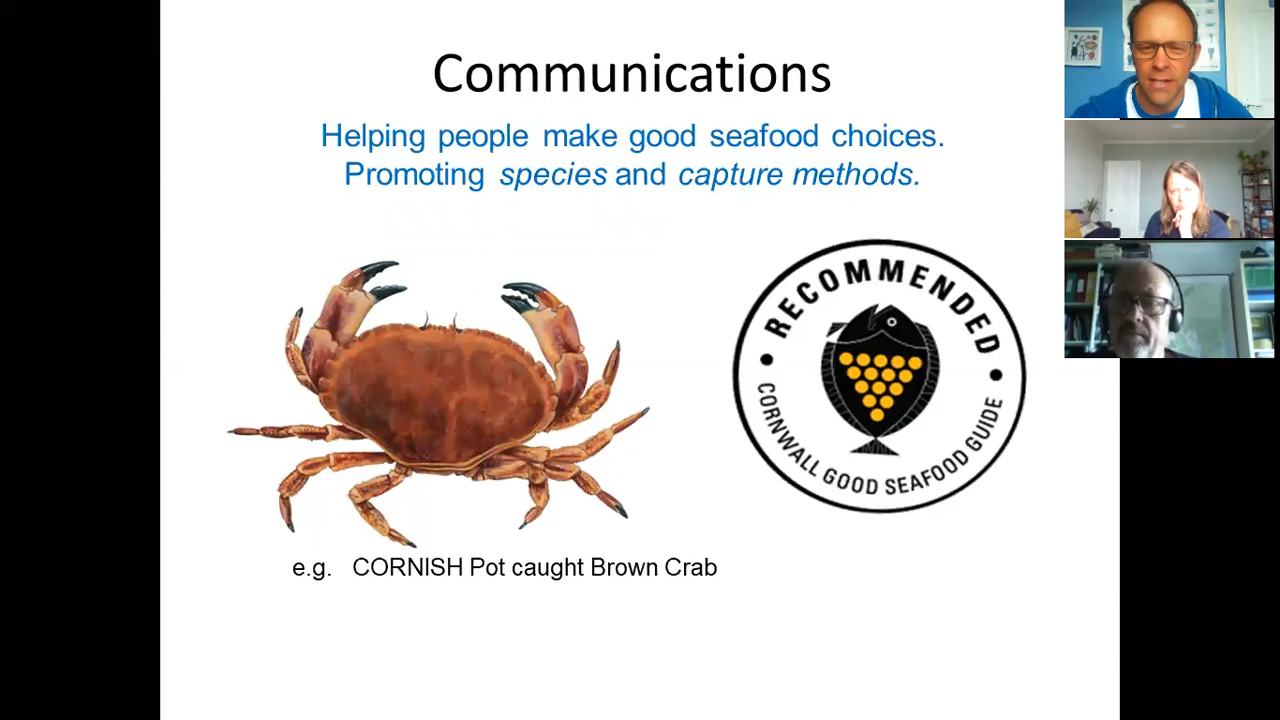 Communications
Helping people make good seafood choices.
Promoting species and capture methods.
RECOMMENDED
CORNWALL GOOD SEAFOOD GUIDE
e.g. CORNISH Pot caught Brown Crab